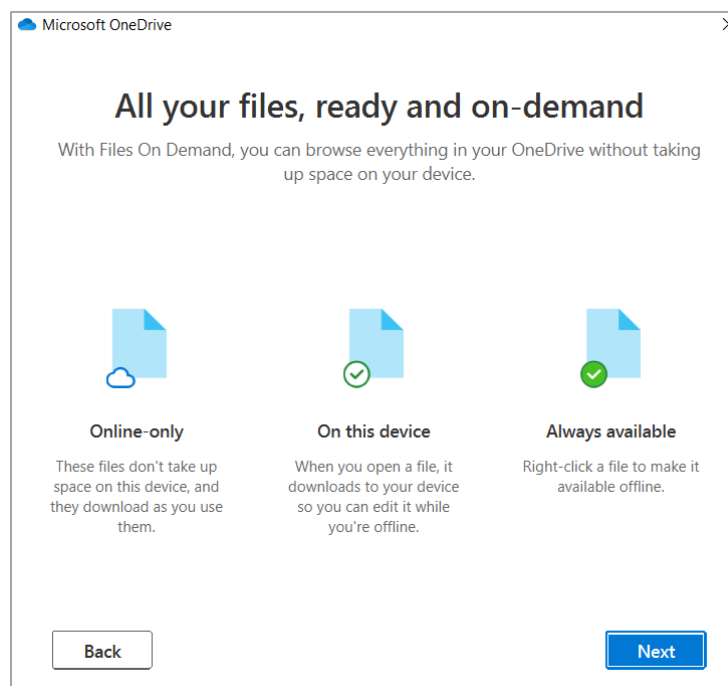 Microsoft OneDrive
All your files, ready and on-demand
With Files On Demand, you can browse everything in your OneDrive without taking
up space on your device.
Online-only
These files don't take up
space on this device, and
they download as you use
them.
On this device
When you open a file, it
downloads to your device
so you can edit it while
you're offline.
Always available
Right-click a file to make it
available offline.
Back
Next